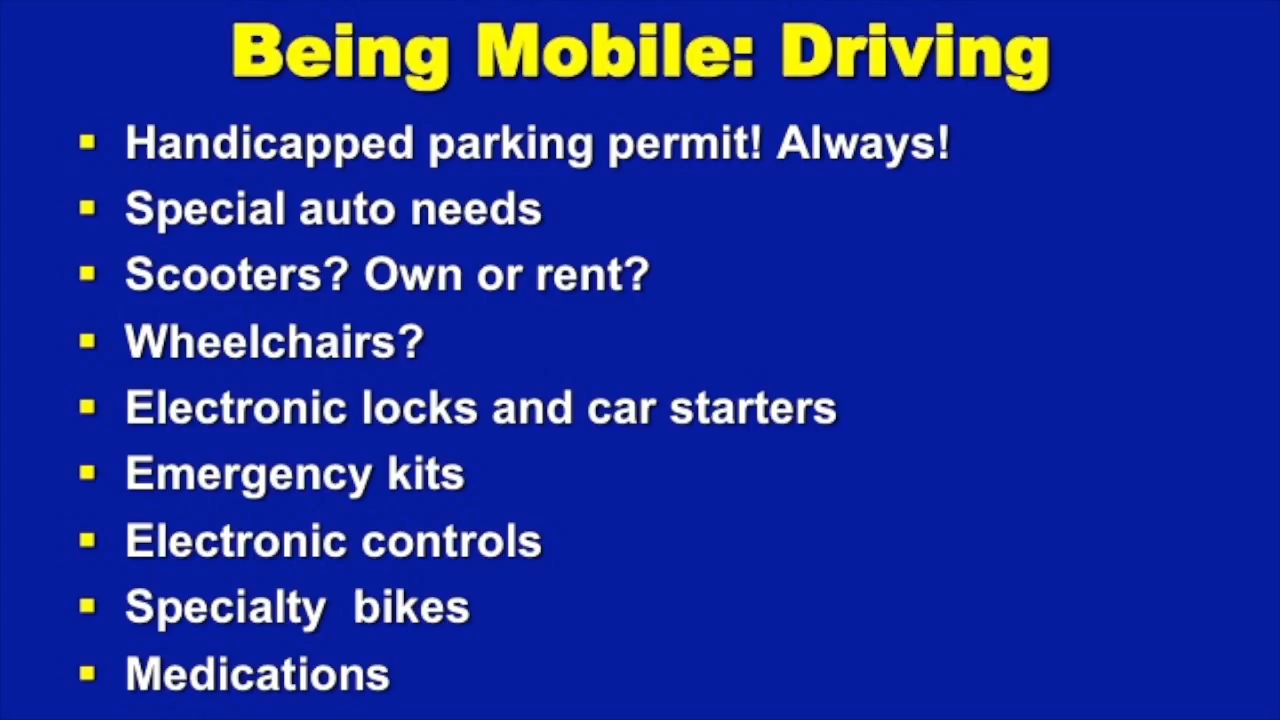 Being Mobile: Driving
▪ Handicapped parking permit! Always!
▪ Special auto needs
▪ Scooters? Own or rent?
▪ Wheelchairs?
▪ Electronic locks and car starters
▪ Emergency kits
▪ Electronic controls
▪ Specialty  bikes
▪ Medications